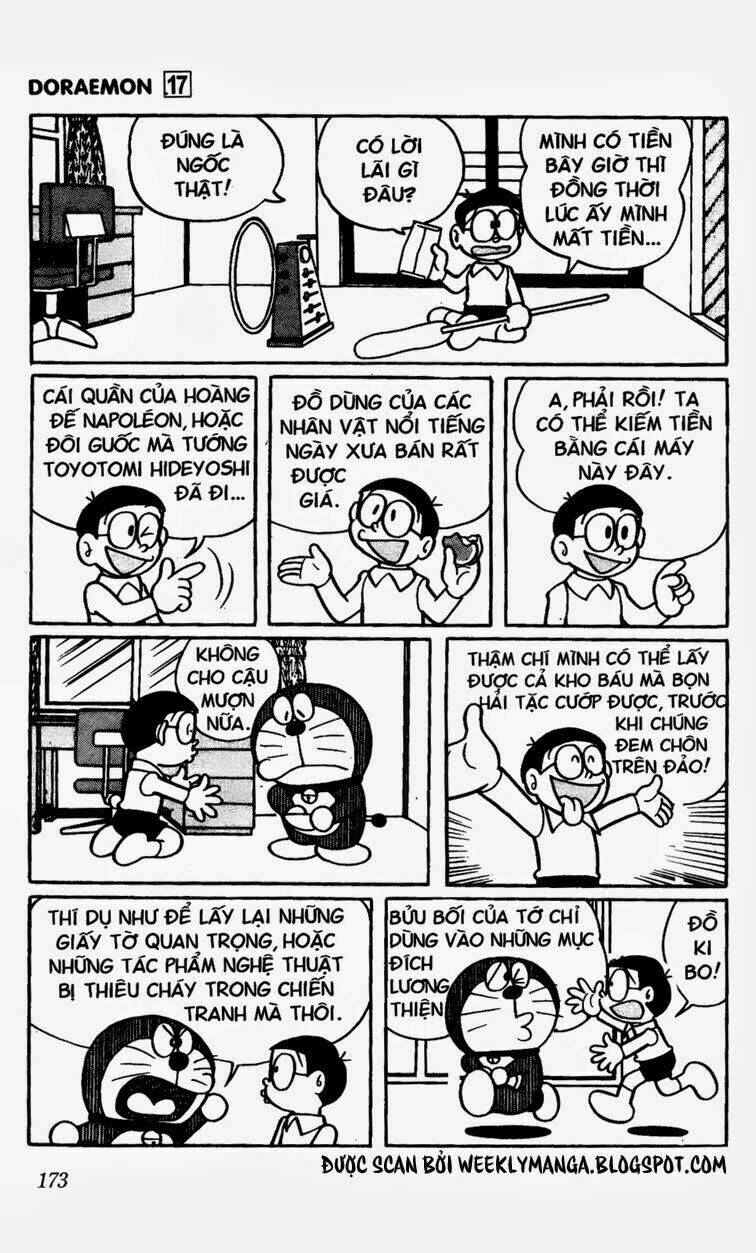 DORAEMON 17
MÌNH CÓ TIỀN
BÂY GIỜ THÌ
ĐỒNG THỜI
LÚC ẤY MÌNH
MẤT TIỀN...
CÓ LỜI
LÃI GÌ
ĐÂU?
ĐÚNG LÀ
NGỐC
THẬT!
A, PHẢI RỒI! TA
CÓ THỂ KIẾM TIỀN
BẰNG CÁI MÁY
NÀY ĐÂY.
ĐỒ DÙNG CỦA CÁC
NHÂN VẬT NỔI TIẾNG
NGÀY XƯA BÁN RẤT
ĐƯỢC
GIÁ.
CÁI QUẦN CỦA HOÀNG
ĐẾ NAPOLÉON, HOẶC
ĐÔI GUỐC MÀ TƯỚNG
TOYOTOMI HIDEYOSHI
ĐÃ ĐI...
THẬM CHÍ MÌNH CÓ THỂ LẤY
ĐƯỢC CẢ KHO BÁU MÀ BỌN
HẢI TẶC CƯỚP ĐƯỢC, TRƯỚC
KHI CHÚNG
ĐEM CHÔN
TRÊN ĐẢO!
KHÔNG
CHO CẬU
MƯỢN
NỮA.
ĐỒ
KI
BO!
BỬU BỐI CỦA TỚ CHỈ
DÙNG VÀO NHỮNG MỤC
ĐÍCH
LƯƠNG
THIỆN
THÍ DỤ NHƯ ĐỂ LẤY LẠI NHỮNG
GIẤY TỜ QUAN TRỌNG, HOẶC
NHỮNG TÁC PHẨM NGHỆ THUẬT
BỊ THIÊU CHÁY TRONG CHIẾN
TRANH MÀ THÔI.
ĐƯỢC SCAN BỞI WEEKLYMANGA.BLOGSPOT.COM
173